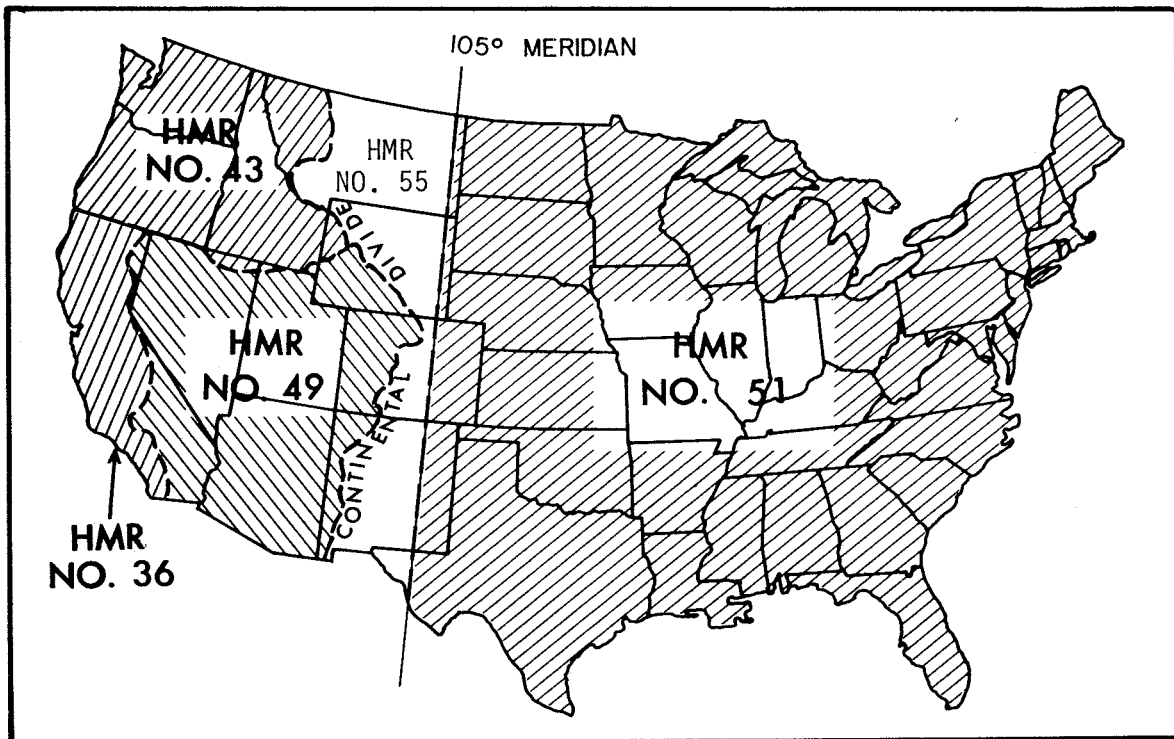 105° MERIDIAN
HMR
NO. 43
HMR
NO. 55
CONTINENTAL DIVIDE
HMR
NO. 49
HMR
NO. 51
HMR
NO. 36